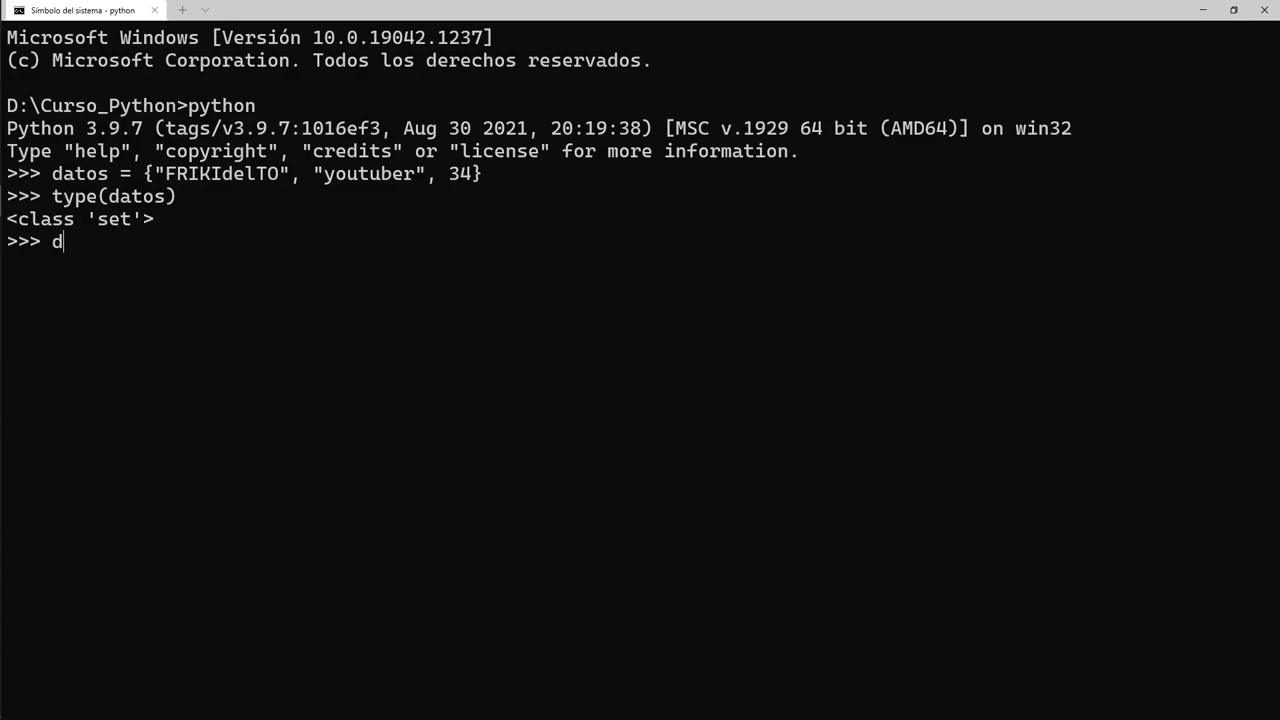 Símbolo del sistema - python
Microsoft Windows [Versión 10.0.19042.1237]
(c) Microsoft Corporation. Todos los derechos reservados.
D:\Curso_Python>python
Python 3.9.7 (tags/v3.9.7:1016ef3, Aug 30 2021, 20:19:38) [MSC v.1929 64 bit (AMD64)] on win32
Type "help", "copyright", "credits" or "license" for more information.
>>> datos = {"FRIKIdelTO", "youtuber", 34}
>>> type(datos)
<class 'set'>
>>> d